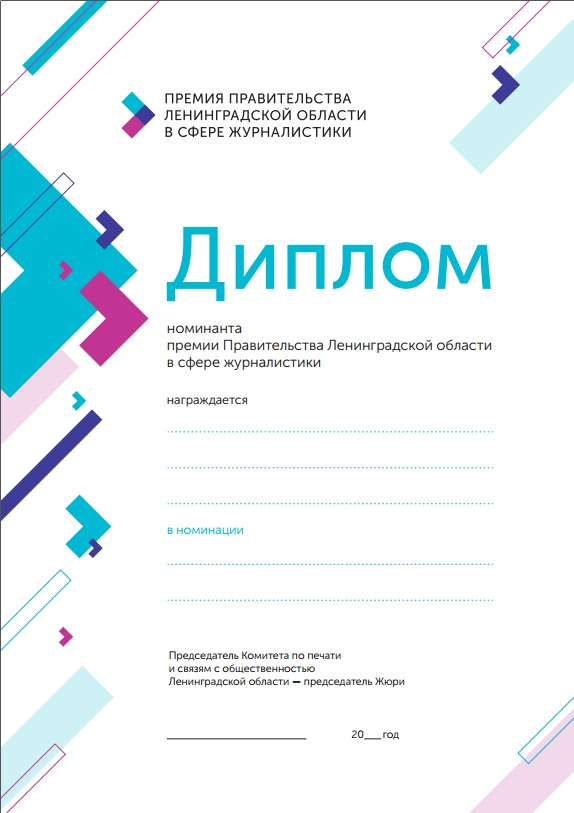 ПРЕМИЯ ПРАВИТЕЛЬСТВА
ЛЕНИНГРАДСКОЙ ОБЛАСТИ
В СФЕРЕ ЖУРНАЛИСТИКИ
Диплом
номинанта
премии Правительства Ленинградской области
в сфере журналистики
награждается
в номинации
Председатель Комитета по печати
и связям с общественностью
Ленинградской области — председатель Жюри
20___год